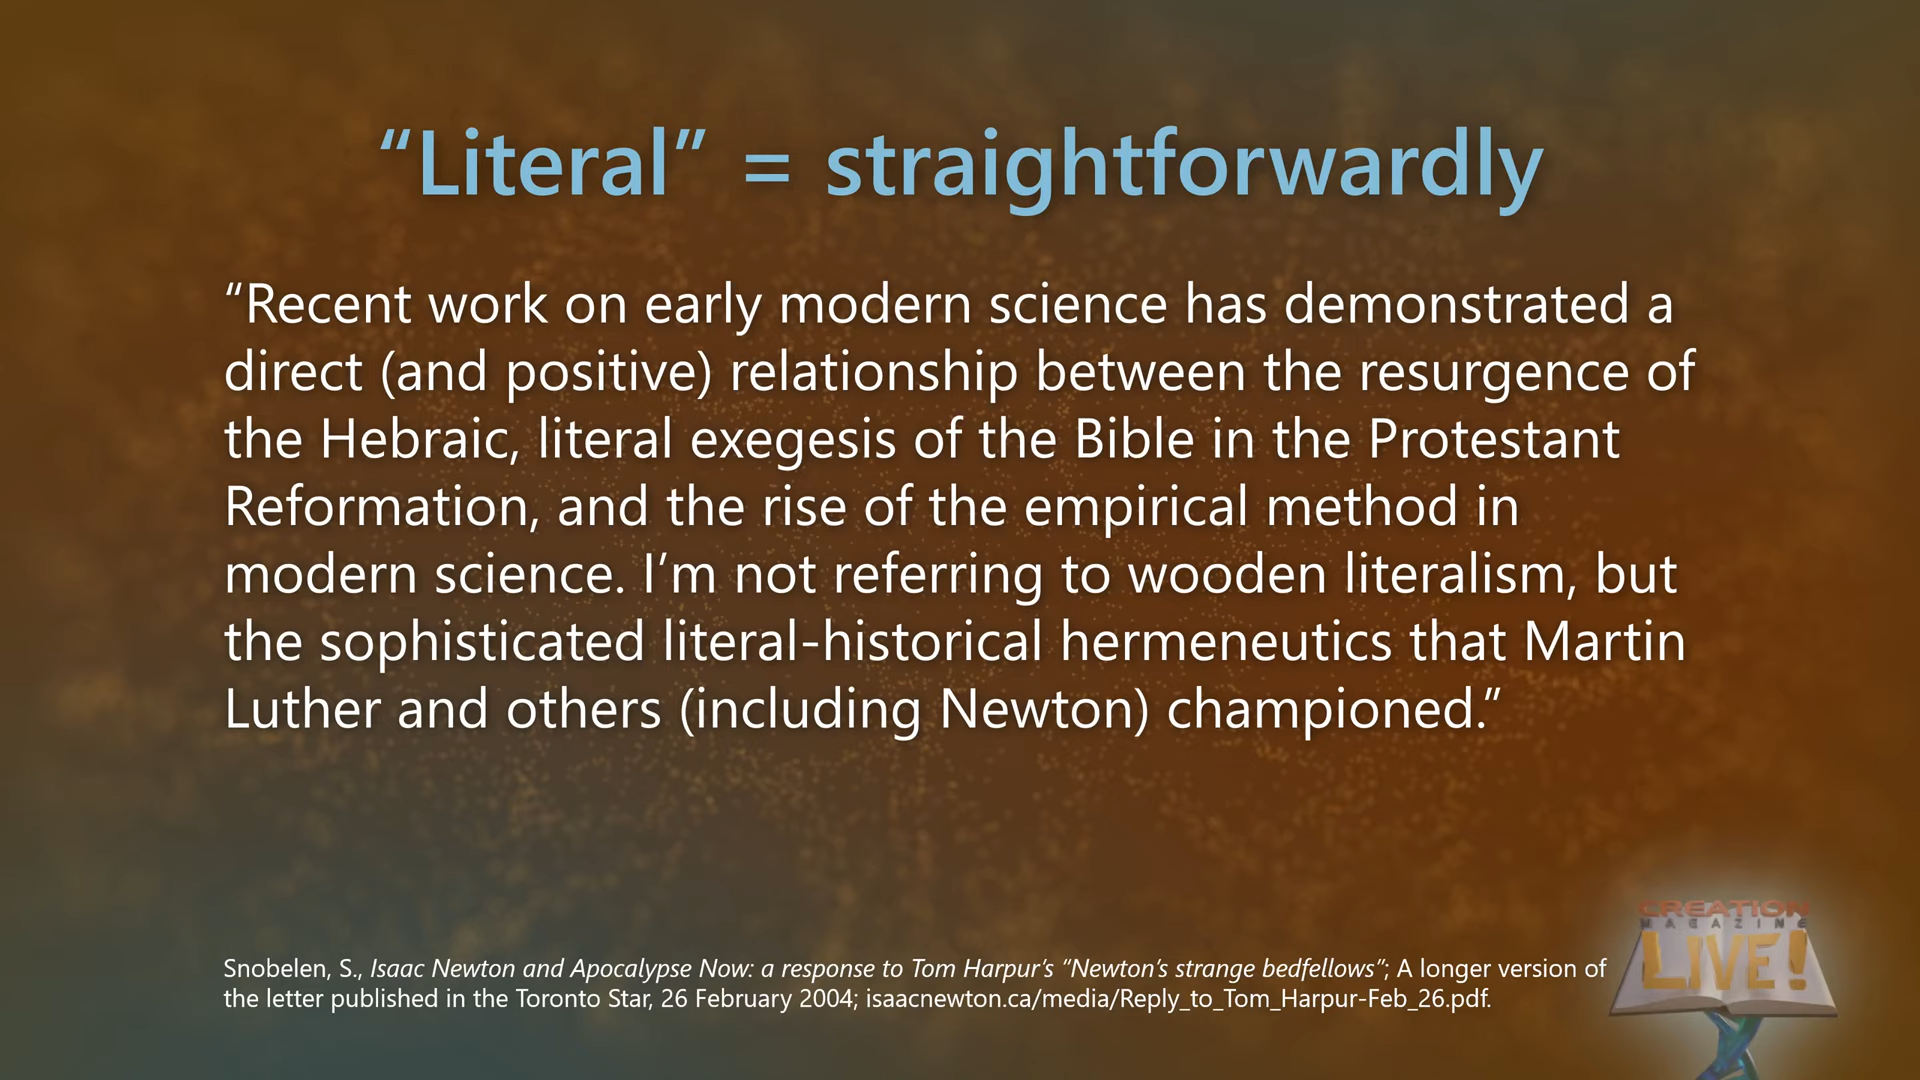 “Literal” = straightforwardly
“Recent work on early modern science has demonstrated a
direct (and positive) relationship between the resurgence of
the Hebraic, literal exegesis of the Bible in the Protestant
Reformation, and the rise of the empirical method in
modern science. I’m not referring to wooden literalism, but
the sophisticated literal-historical hermeneutics that Martin
Luther and others (including Newton) championed.”
Snobelen, S., Isaac Newton and Apocalypse Now: a response to Tom Harpur’s “Newton’s strange bedfellows”; A longer version of
the letter published in the Toronto Star, 26 February 2004; isaacnewton.ca/media/Reply_to_Tom_Harpur-Feb_26.pdf.
CREATION
MAGAZINE
LIVE!